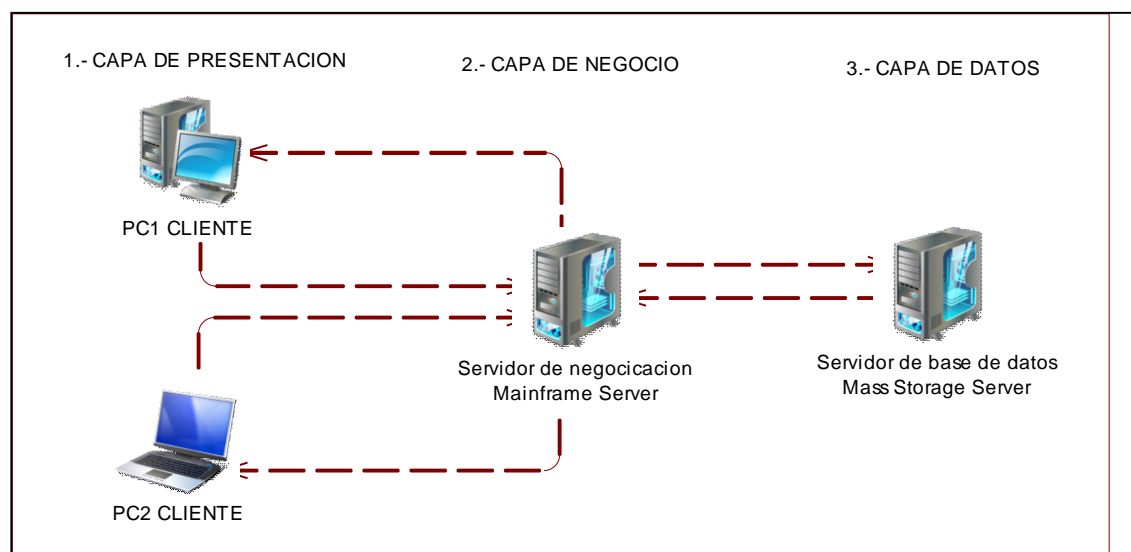 1.- CAPA DE PRESENTACION
2.- CAPA DE NEGOCIO
3.- CAPA DE DATOS
PC1 CLIENTE
Servidor de negocicacion
Mainframe Server
Servidor de base de datos
Mass Storage Server
PC2 CLIENTE